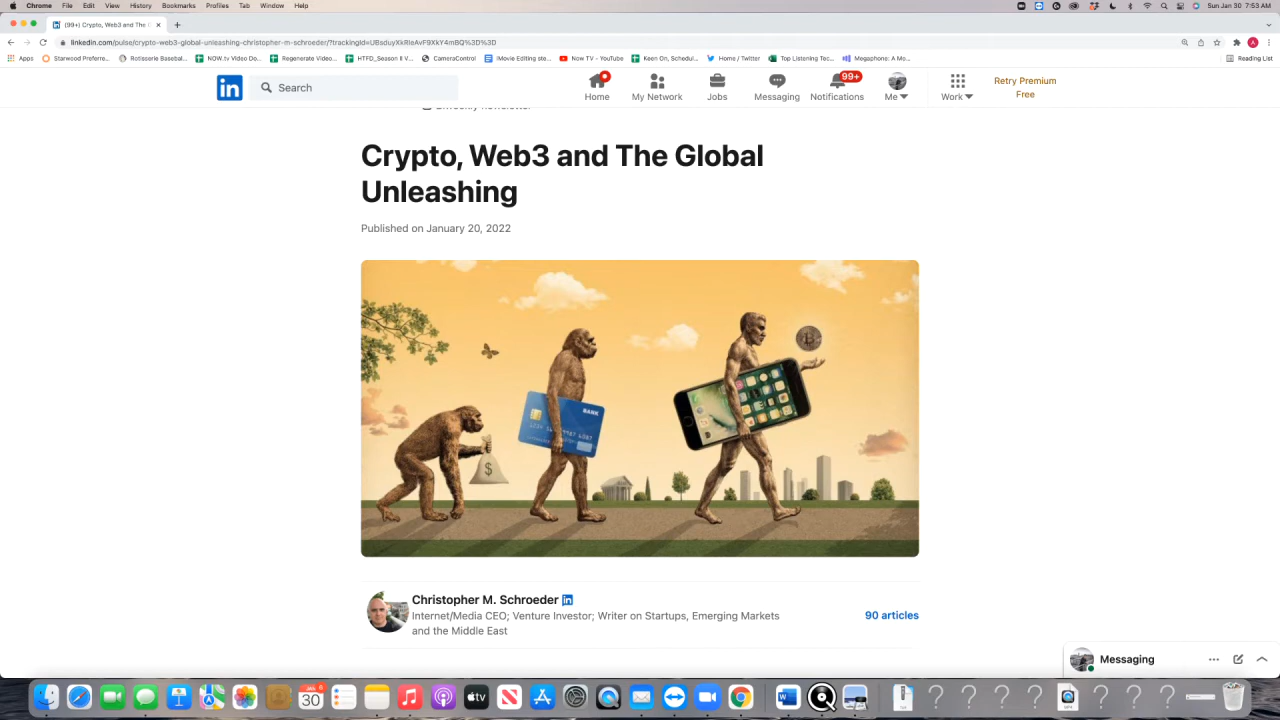 Chrome File Edit View History Bookmarks Profiles Tab Window Help Sun Jan 30 7:53 AM
(99+) Crypto, Web3 and The
linkedin.com/pulse/crypto-web3-global-unleashing-christopher-m-schroeder/?trackingId=
Apps Starwood Preferre... Rotisserie Basebal... NOW.tv Video Do... Regenerate Video... HTFD_Season II V... CameraControl iMovie Editing ste... Now TV - YouTube Keen On, Schedul... Home / Twitter Top Listening Tec... Megaphone: A Mo... Reading List
in Search
99+
Home My Network Jobs Messaging Notifications Me Work
Retry Premium
Free
Crypto, Web3 and The Global
Unleashing
Published on January 20, 2022
BANK
$
Christopher M. Schroeder in
Internet/Media CEO; Venture Investor; Writer on Startups, Emerging Markets
and the Middle East
90 articles
Messaging
JAN
30
tv